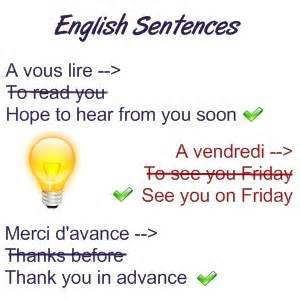 English Sentences
A vous lire -->
To read you
Hope to hear from you soon
A vendredi -->
To see you Friday
See you on Friday
Merci d'avance -->
Thanks before
Thank you in advance